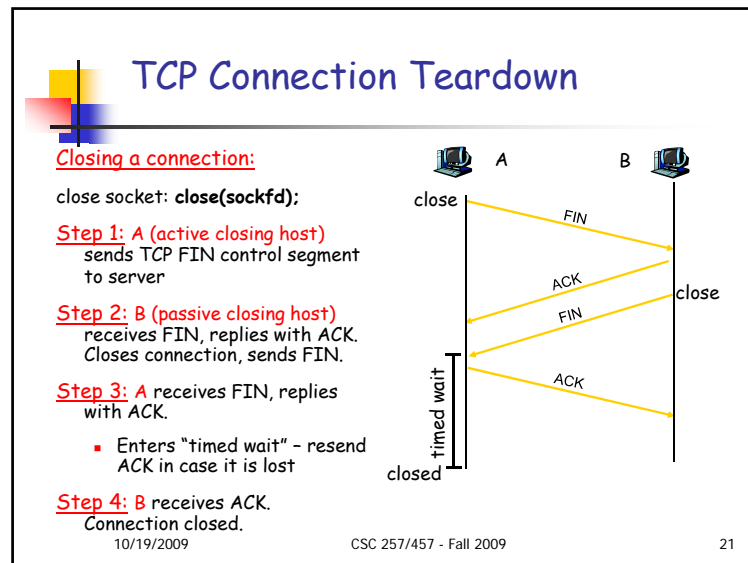 TCP Connection Teardown
Closing a connection:
close socket: close(sockfd);
Step 1: A (active closing host)
sends TCP FIN control segment
to server
Step 2: B (passive closing host)
receives FIN, replies with ACK.
Closes connection, sends FIN.
Step 3: A receives FIN, replies
with ACK.
Enters “timed wait” – resend
ACK in case it is lost
Step 4: B receives ACK.
Connection closed.
A
B
close
FIN
ACK
close
FIN
timed wait
ACK
closed
10/19/2009
CSC 257/457 - Fall 2009
21